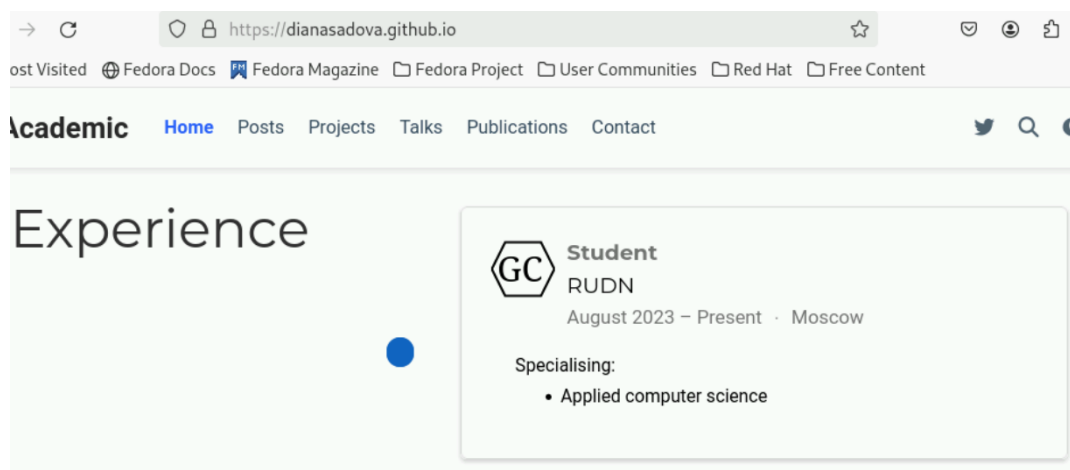 https://dianasadova.github.io
ost Visited Fedora Docs FM Fedora Magazine Fedora Project User Communities Red Hat Free Content
Academic Home Posts Projects Talks Publications Contact
Experience
GC
Student
RUDN
August 2023 – Present · Moscow
Specialising:
• Applied computer science